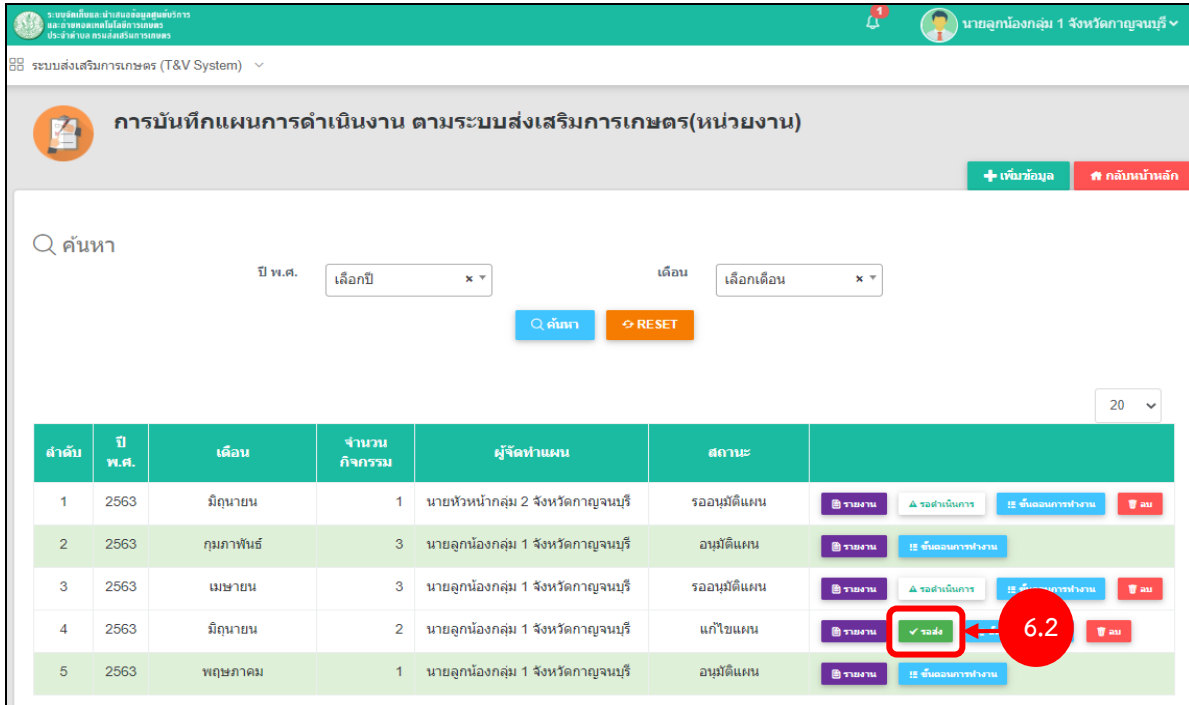 ระบบจัดเก็บและนำเสนอข้อมูลศูนย์บริการ
และถ่ายทอดเทคโนโลยีการเกษตร
ประจำตำบล กรมส่งเสริมการเกษตร
1
นายลูกน้องกลุ่ม 1 จังหวัดกาญจนบุรี
ระบบส่งเสริมการเกษตร (T&V System)
การบันทึกแผนการดำเนินงาน ตามระบบส่งเสริมการเกษตร(หน่วยงาน)
เพิ่มข้อมูล กลับหน้าหลัก
ค้นหา
ปี พ.ศ. เลือกปี × เดือน เลือกเดือน ×
ค้นหา RESET
20
ลำดับ ปี พ.ศ. เดือน จำนวน กิจกรรม ผู้จัดทำแผน สถานะ
1 2563 มิถุนายน 1 นายหัวหน้ากลุ่ม 2 จังหวัดกาญจนบุรี รออนุมัติแผน รายงาน รอดำเนินการ ขั้นตอนการทำงาน ลบ
2 2563 กุมภาพันธ์ 3 นายลูกน้องกลุ่ม 1 จังหวัดกาญจนบุรี อนุมัติแผน รายงาน ขั้นตอนการทำงาน
3 2563 เมษายน 3 นายลูกน้องกลุ่ม 1 จังหวัดกาญจนบุรี รออนุมัติแผน รายงาน รอดำเนินการ ขั้นตอนการทำงาน ลบ
4 2563 มิถุนายน 2 นายลูกน้องกลุ่ม 1 จังหวัดกาญจนบุรี แก้ไขแผน รายงาน รอส่ง 6.2 ลบ
5 2563 พฤษภาคม 1 นายลูกน้องกลุ่ม 1 จังหวัดกาญจนบุรี อนุมัติแผน รายงาน ขั้นตอนการทำงาน